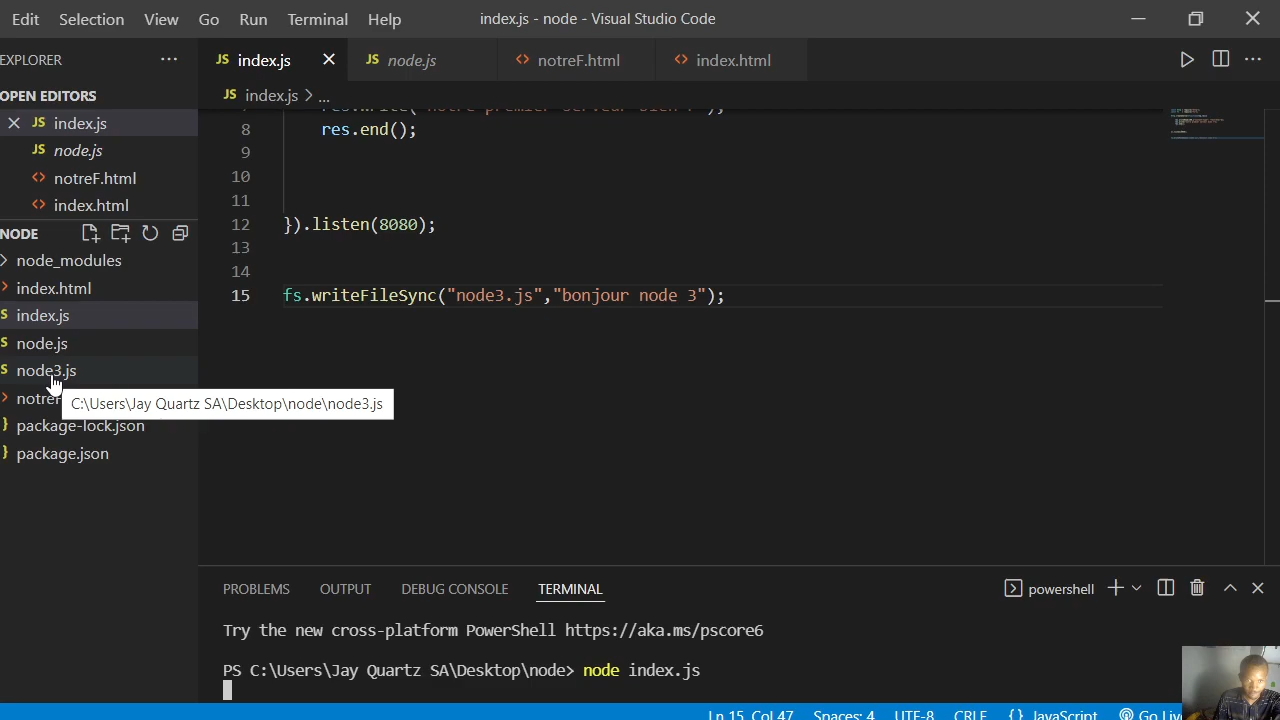 Edit Selection View Go Run Terminal Help index.js - node - Visual Studio Code
EXPLORER ···
JS index.js
JS node.js
<> notreF.html
<> index.html
OPEN EDITORS
JS index.js
JS node.js
<> notreF.html
<> index.html
NODE
node_modules
index.html
index.js
node.js
node3.js
notreF
C:\Users\Jay Quartz SA\Desktop\node\node3.js
package-lock.json
package.json
JS index.js > ...
8 res.end();
9
10
11
12 }).listen(8080);
13
14
15 fs.writeFileSync("node3.js","bonjour node 3");
PROBLEMS OUTPUT DEBUG CONSOLE TERMINAL powershell
Try the new cross-platform PowerShell https://aka.ms/pscore6
PS C:\Users\Jay Quartz SA\Desktop\node> node index.js
Ln 15, Col 47 Spaces: 4 UTF-8 CRLF {} JavaScript Go Live